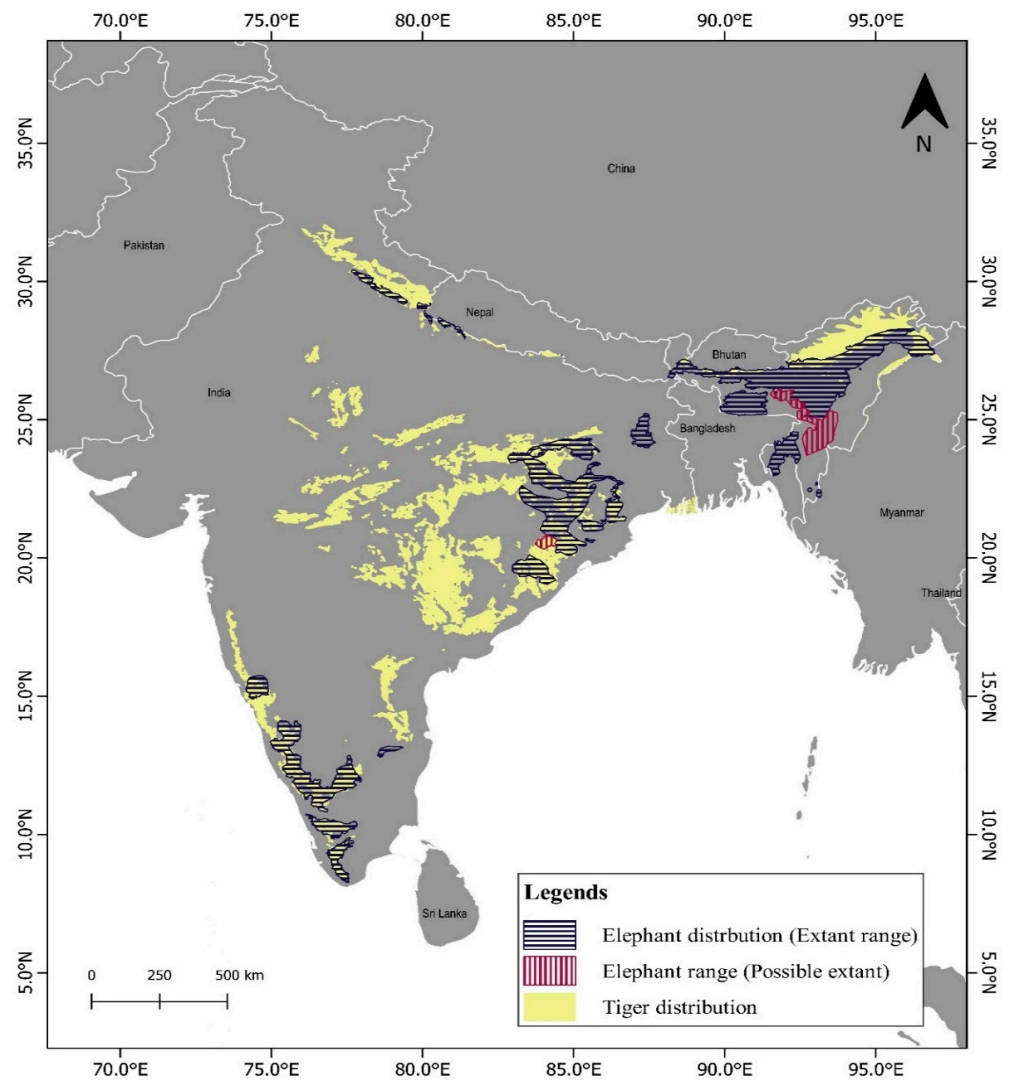 70.0°E 75.0°E 80.0°E 85.0°E 90.0°E 95.0°E
N
35.0°N 35.0°N
China
Pakistan
30.0°N 30.0°N
Nepal
Bhutan
India
25.0°N 25.0°N
Bangladesh
Myanmar
20.0°N 20.0°N
Thailand
15.0°N 15.0°N
10.0°N 10.0°N
Legends
Sri Lanka
Elephant distrbution (Extant range)
Elephant range (Possible extant)
0 250 500 km
5.0°N 5.0°N
Tiger distribution
70.0°E 75.0°E 80.0°E 85.0°E 90.0°E 95.0°E